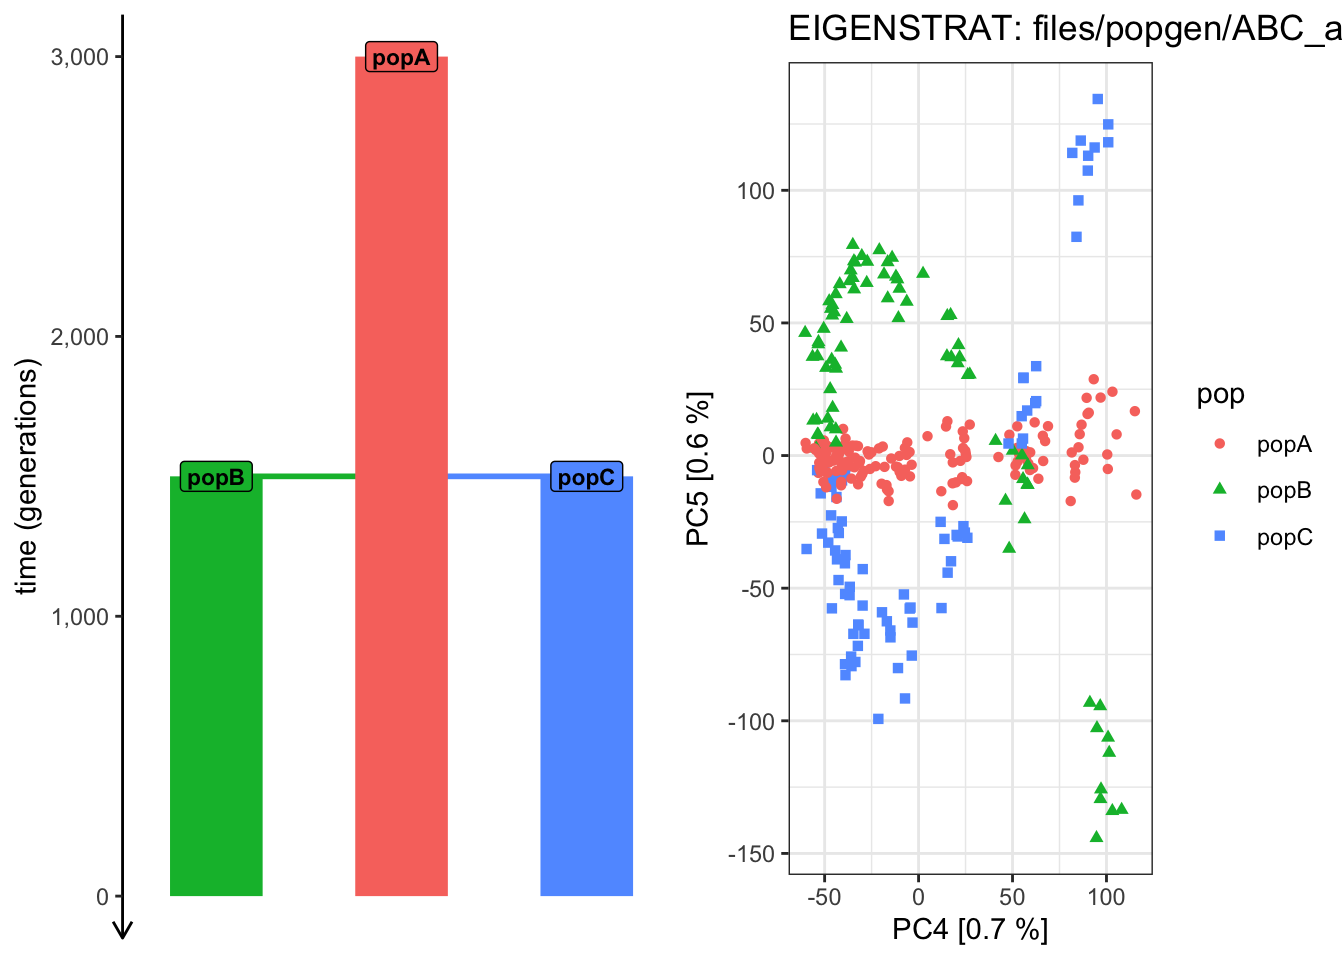 time (generations)
3,000
2,000
1,000
0
popA
popB
popC
EIGENSTRAT: files/popgen/ABC_a
PC5 [0.6 %]
100
50
0
-50
-100
-150
-50
0
50
100
PC4 [0.7 %]
pop
popA
popB
popC